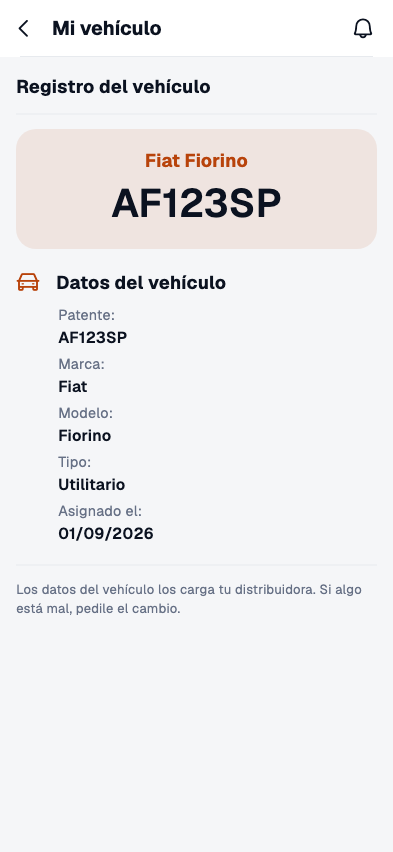 Mi vehículo
Registro del vehículo
Fiat Fiorino
AF123SP
Datos del vehículo
Patente:
AF123SP
Marca:
Fiat
Modelo:
Fiorino
Tipo:
Utilitario
Asignado el:
01/09/2026
Los datos del vehículo los carga tu distribuidora. Si algo
está mal, pedile el cambio.